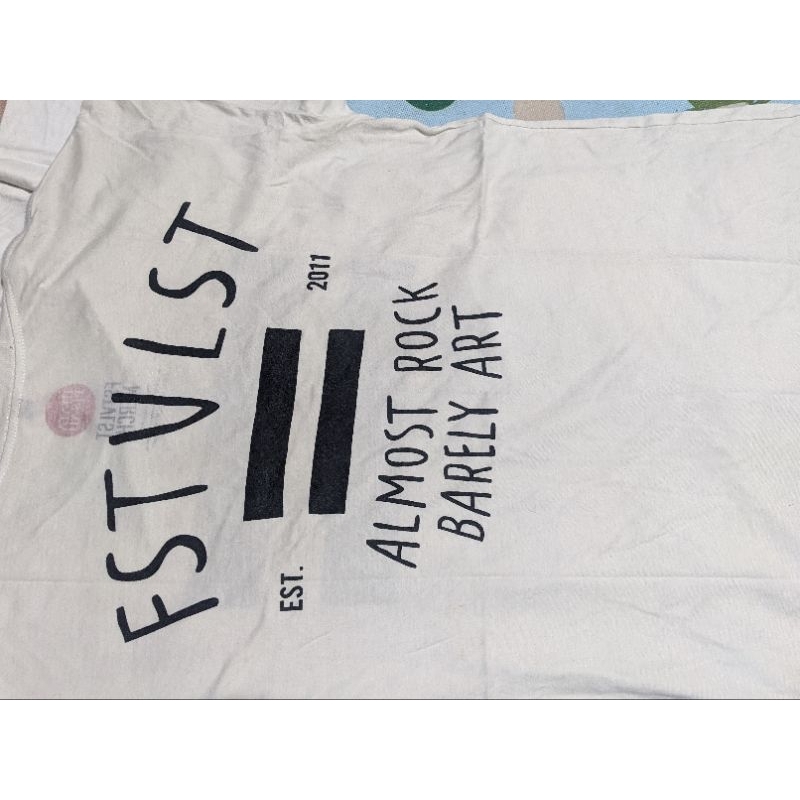 FSTVLST
EST. 2011
ALMOST ROCK
BARELY ART